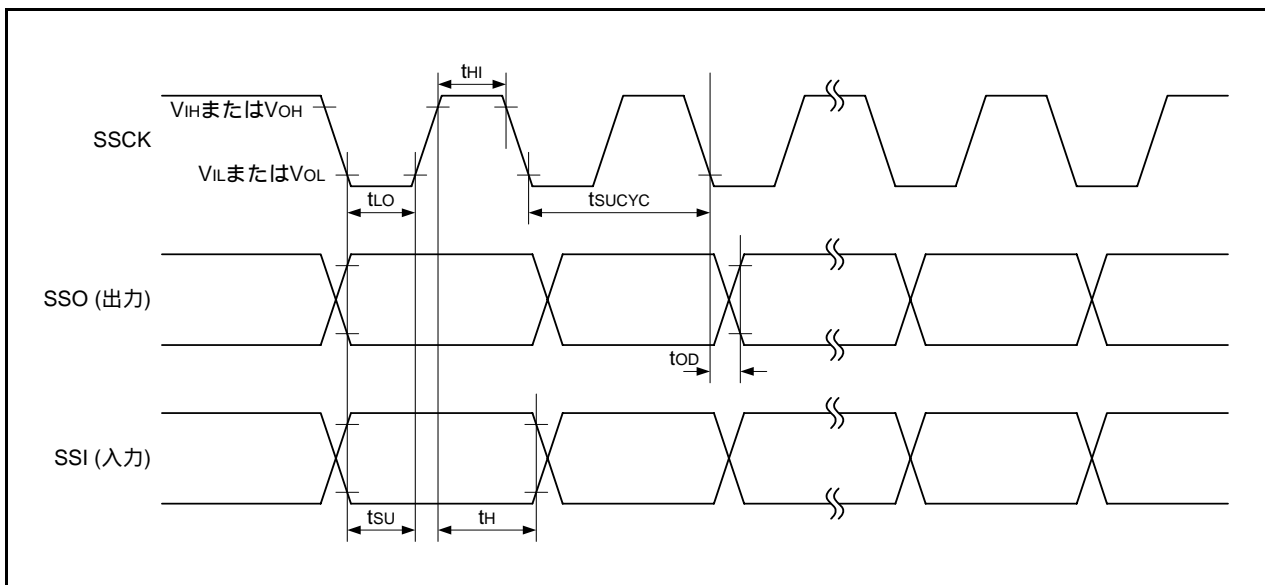 tHI
VIHまたはVOH
SSCK
VILまたはVOL
tLO
tSUCYC
SSO (出力)
tOD
SSI (入力)
tSU
tH